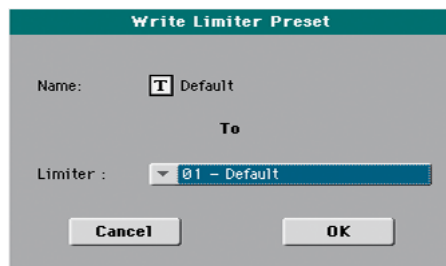 Write Limiter Preset
Name: T Default
To
Limiter : 01 - Default
Cancel OK